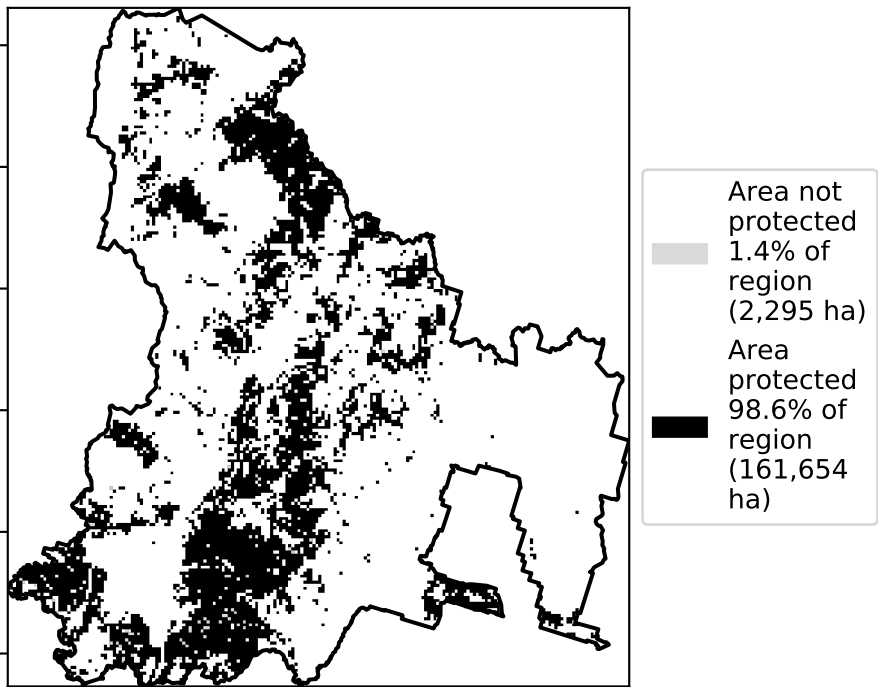 Area not
protected
1.4% of
region
(2,295 ha)
Area
protected
98.6% of
region
(161,654
ha)